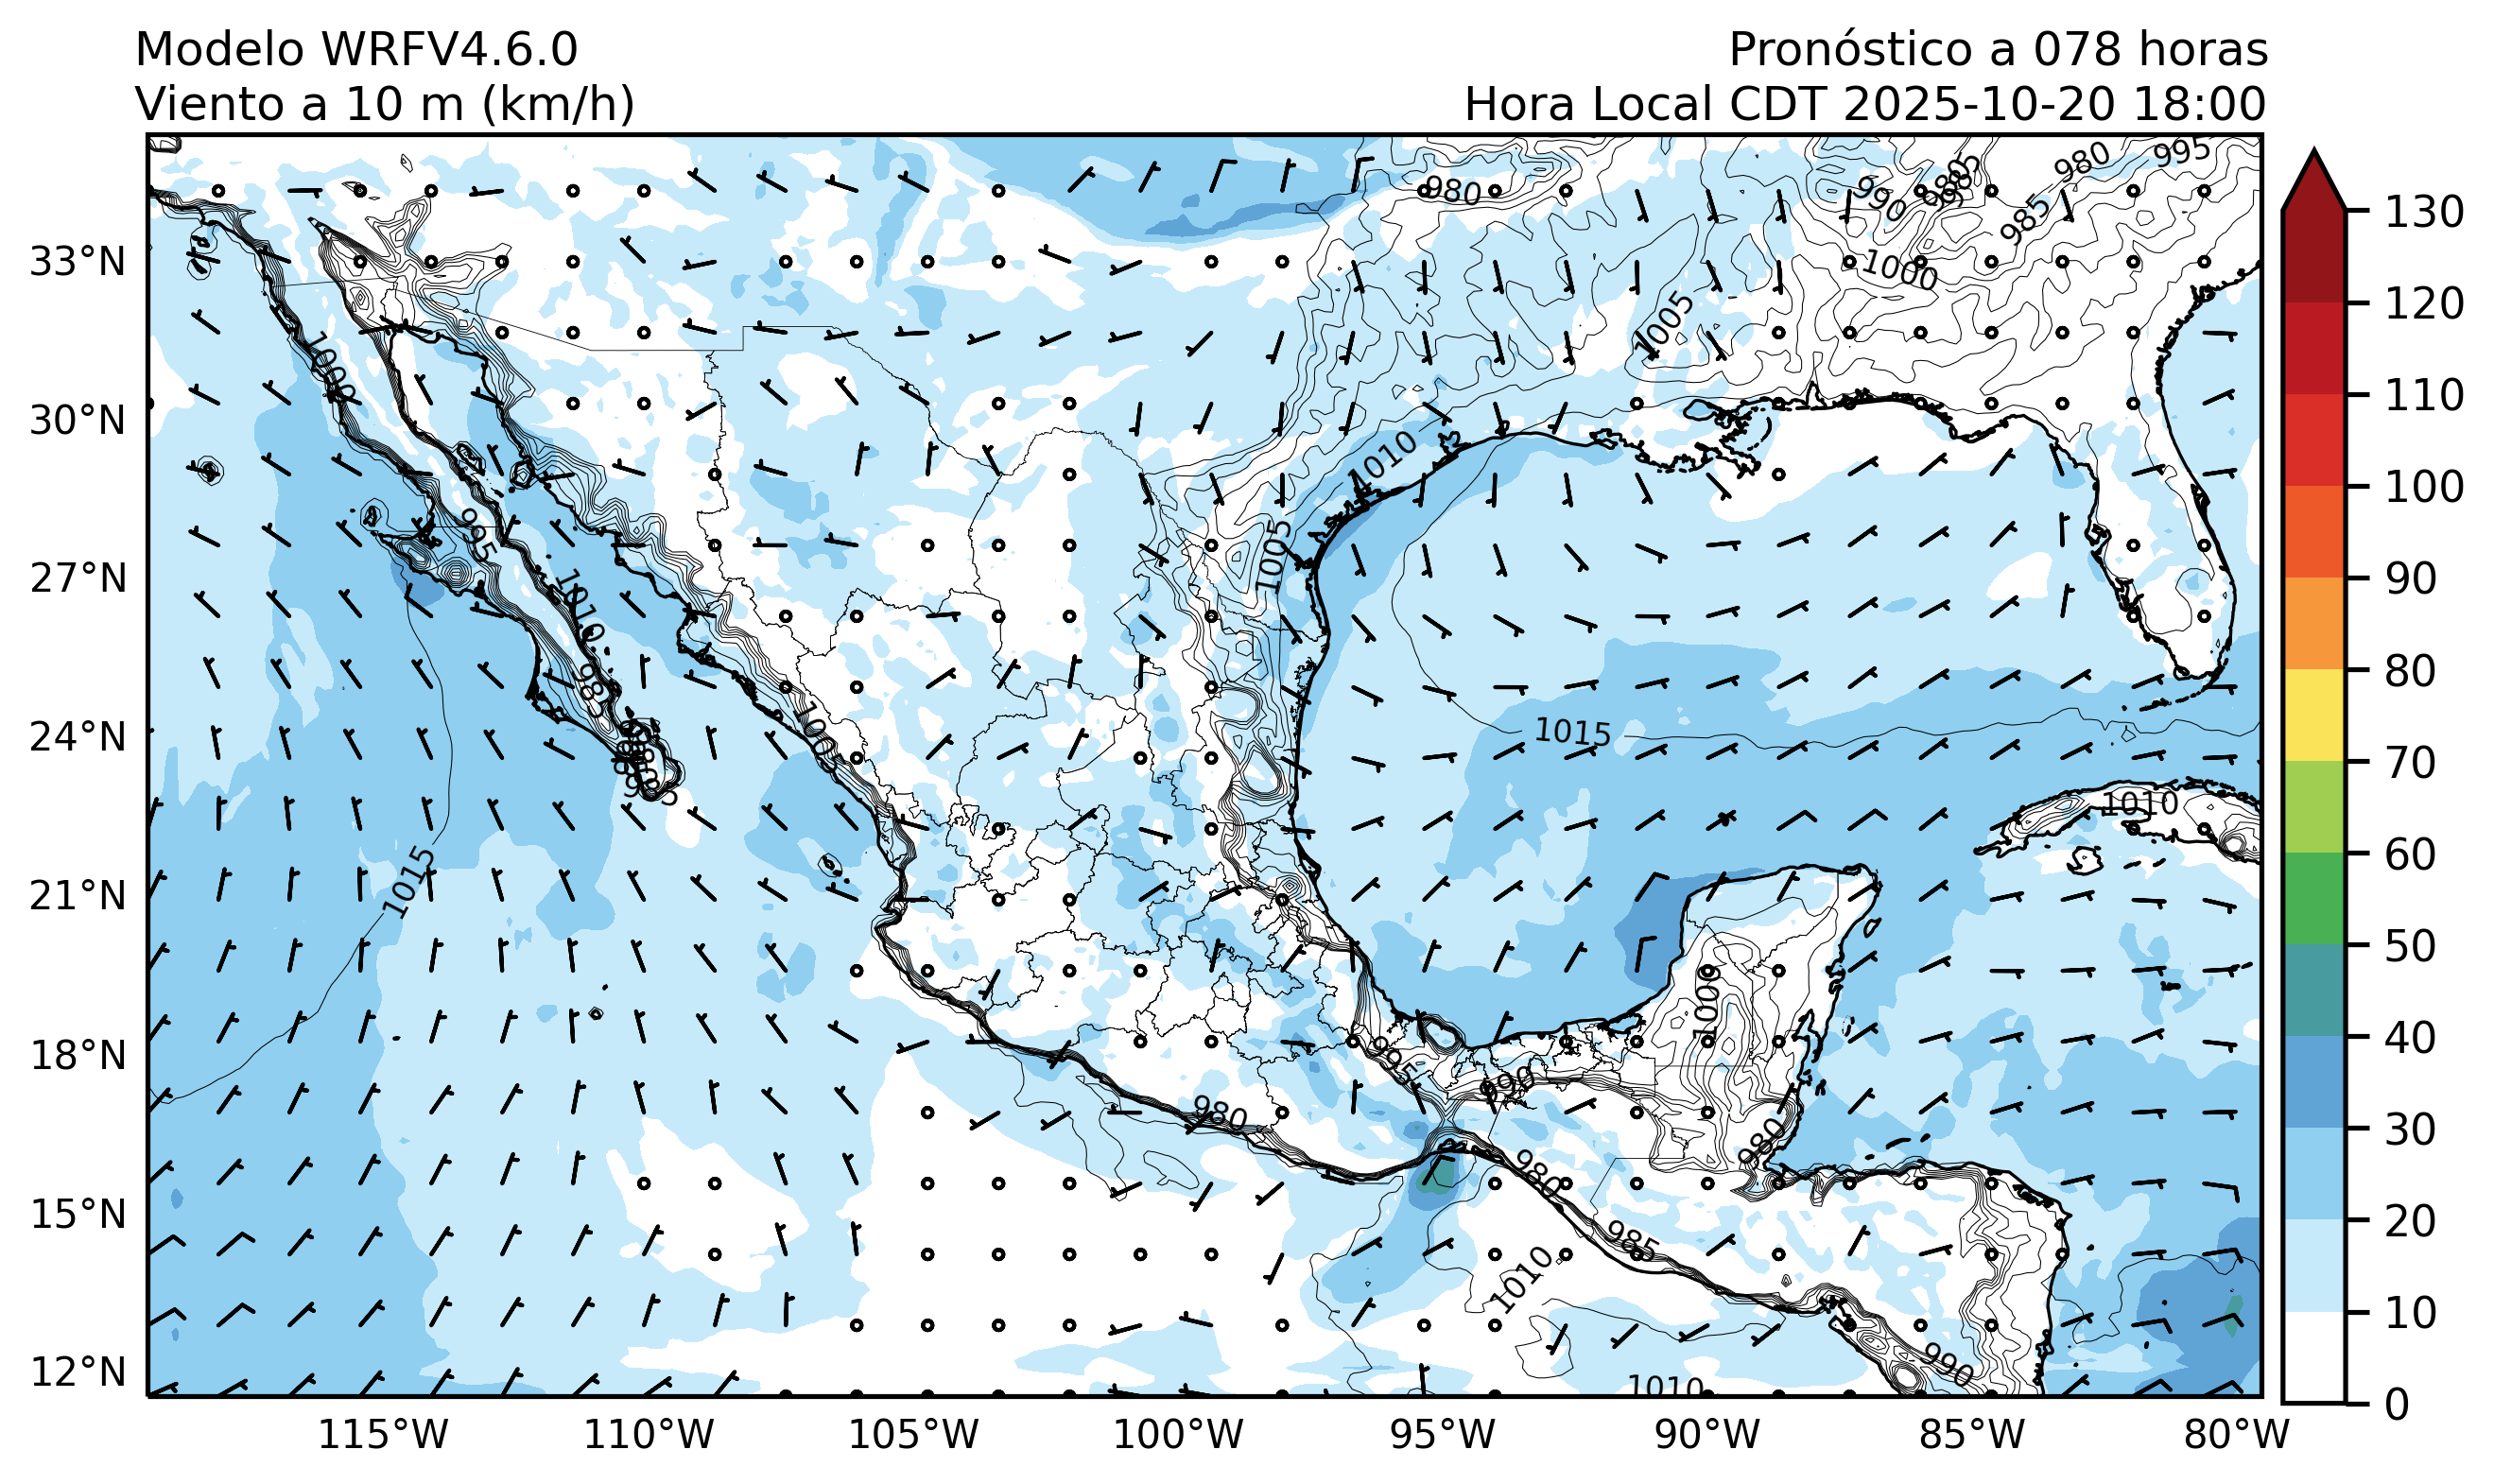 Modelo WRFV4.6.0
Pronóstico a 078 horas
Viento a 10 m (km/h)
Hora Local CDT 2025-10-20 18:00
33°N
30°N
27°N
24°N
21°N
18°N
15°N
12°N
115°W
110°W
105°W
100°W
95°W
90°W
85°W
80°W
130
120
110
100
90
80
70
60
50
40
30
20
10
0
980
990
985
980
995
985
1000
1005
1000
1010
1005
995
1010
985
1000
1015
1010
1015
1000
995
990
980
980
980
985
1010
990
1010